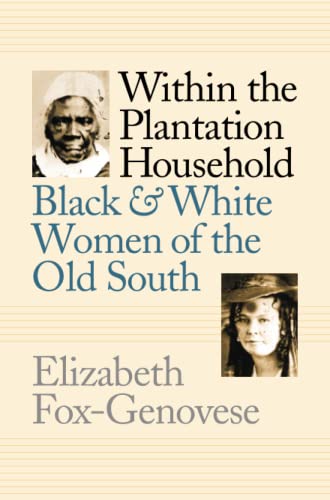 Within the
Plantation
Household
Black & White
Women of the
Old South
Elizabeth
Fox-Genovese